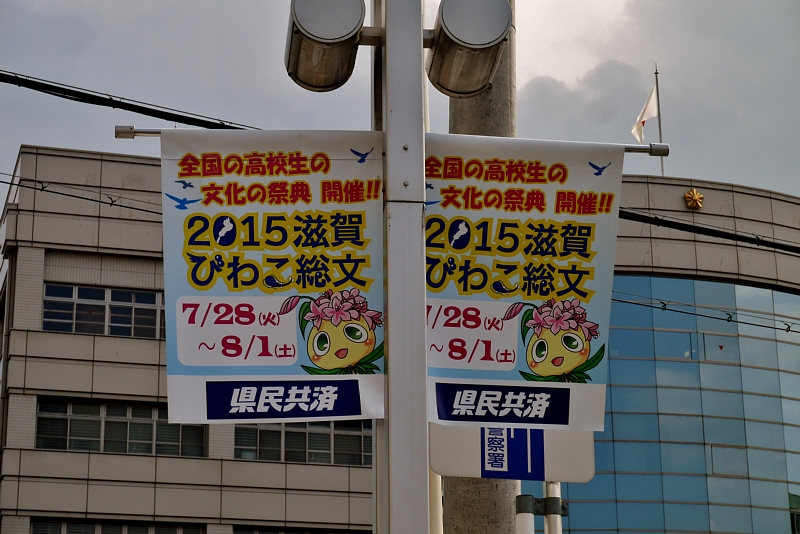 全国の高校生の
文化の祭典 開催!!
2015滋賀
びわこ総文
7/28(火)
～8/1(土)
県民共済
全国の高校生の
文化の祭典 開催!!
2015滋賀
びわこ総文
7/28(火)
～8/1(土)
県民共済
警察署